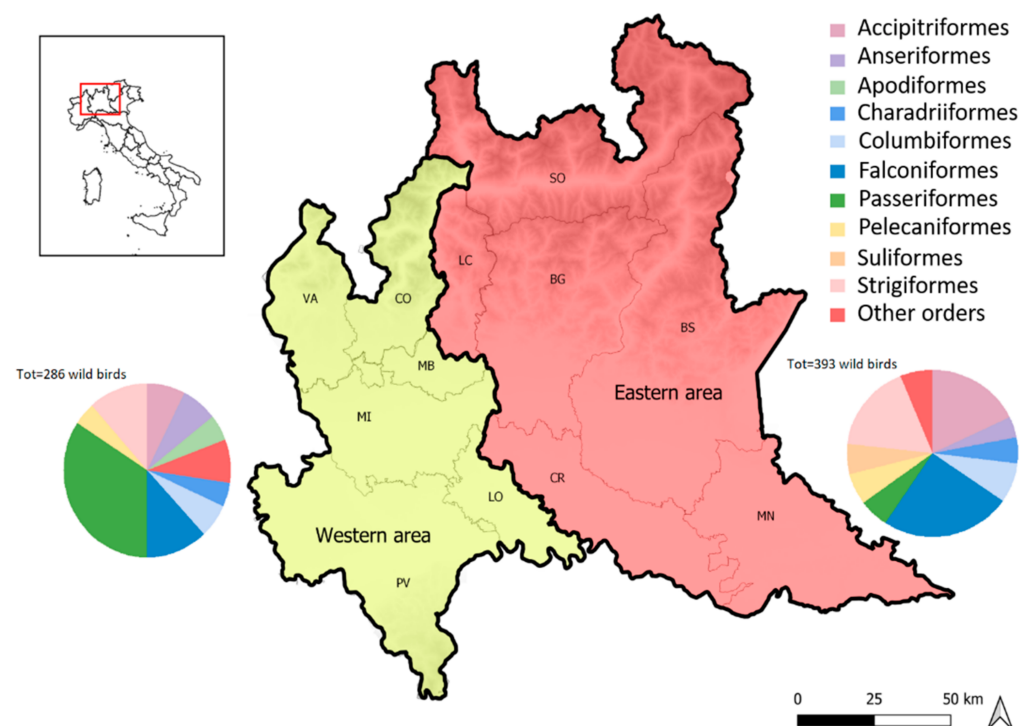 Accipitriformes
Anseriformes
Apodiformes
Charadriiformes
Columbiformes
Falconiformes
Passeriformes
Pelecaniformes
Suliformes
Strigiformes
Other orders
SO
LC
BG
VA
CO
BS
MB
Tot=286 wild birds
Tot=393 wild birds
Eastern area
MI
CR
LO
MN
Western area
PV
0 25 50 km